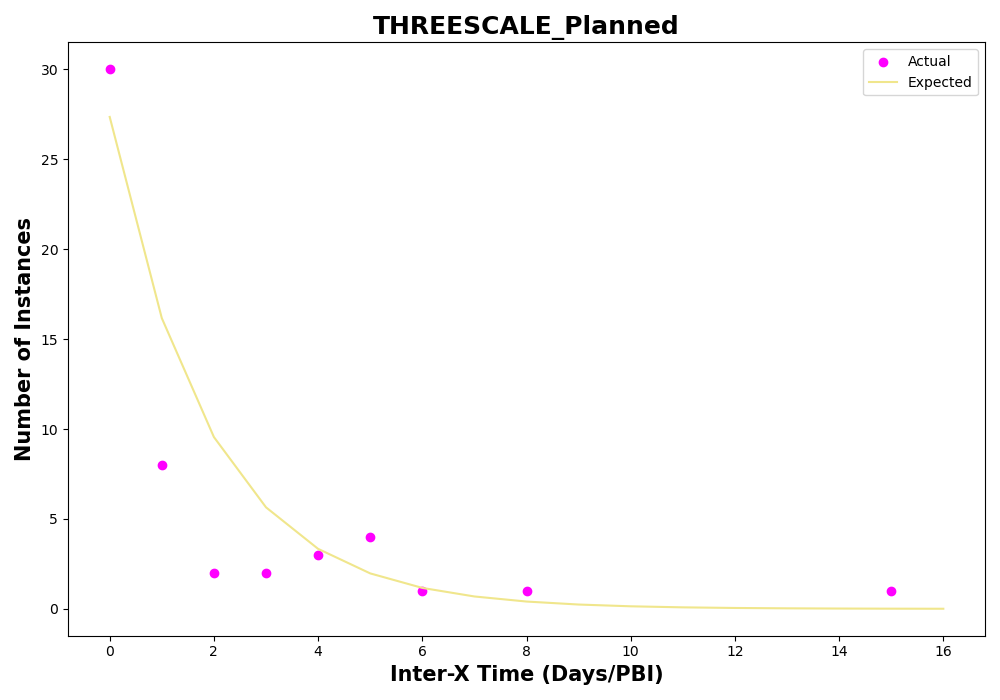 THREESCALE_Planned
Actual
Expected
Number of Instances
30
25
20
15
10
5
0
0 2 4 6 8 10 12 14 16
Inter-X Time (Days/PBI)